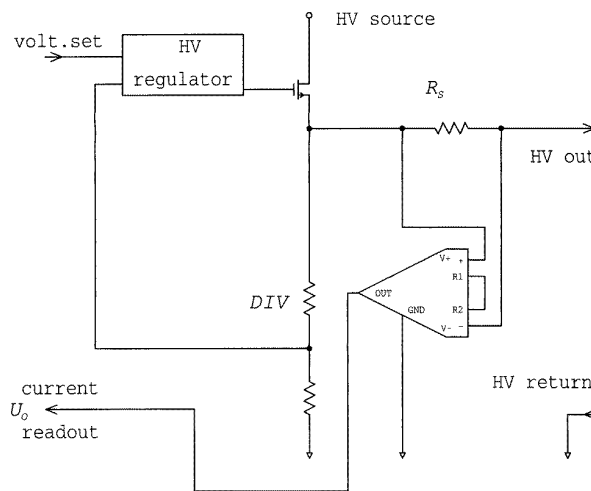 HV source
volt.set
HV
regulator
R_s
HV out
V+ +
R1
OUT
R2
GND
V- −
DIV
HV return
current
U_o
readout